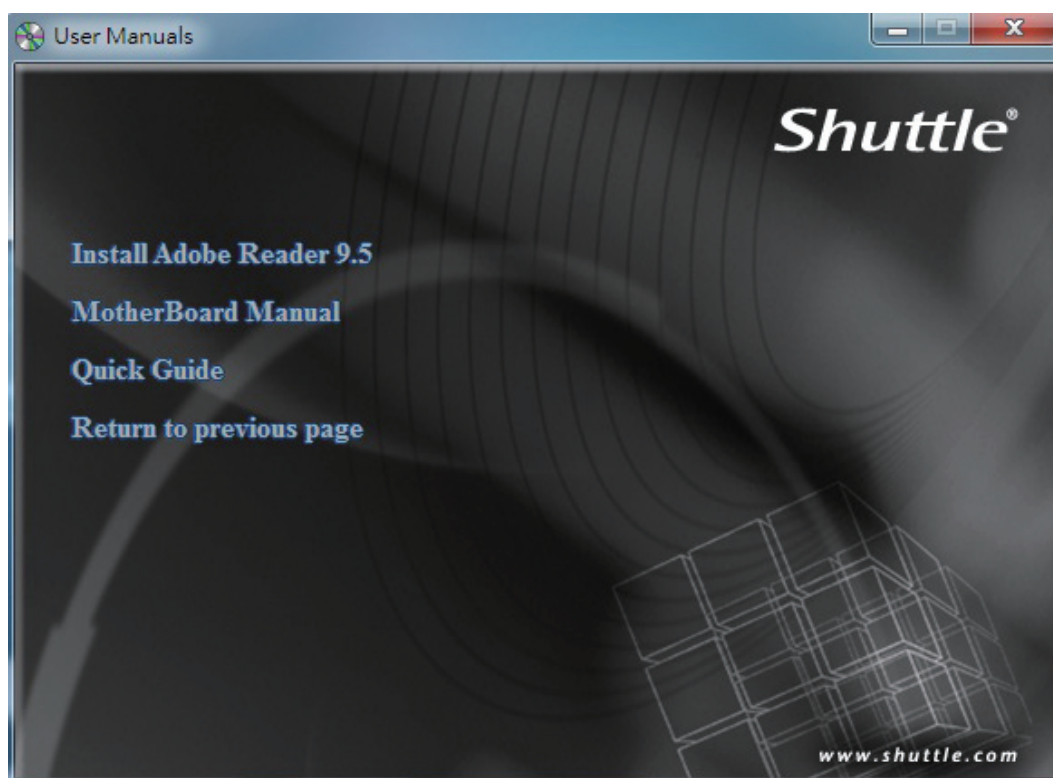 User Manuals
Shuttle®
Install Adobe Reader 9.5
MotherBoard Manual
Quick Guide
Return to previous page
www.shuttle.com